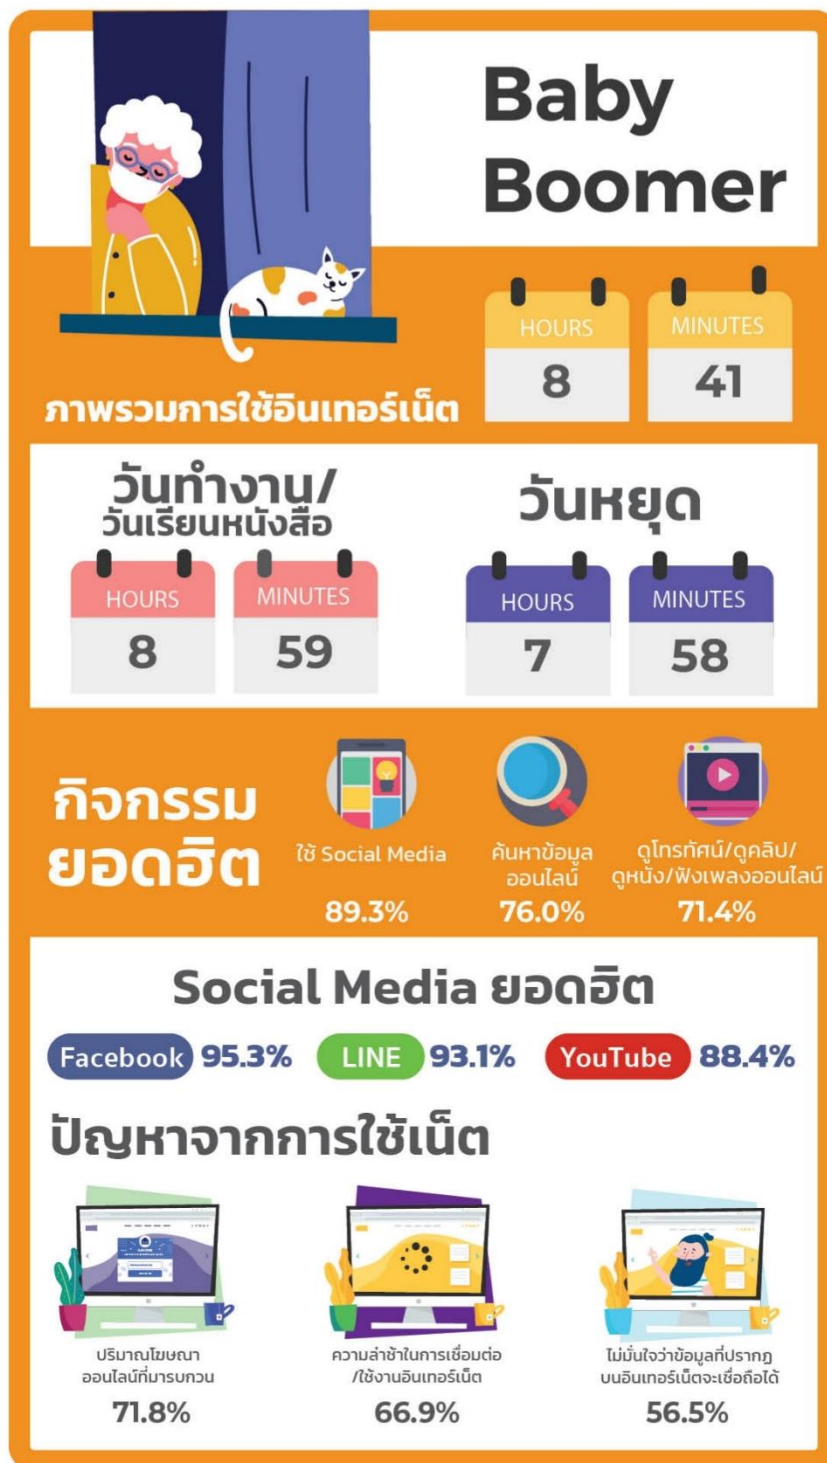 Baby
Boomer
HOURS
MINUTES
8
41
ภาพรวมการใช้อินเทอร์เน็ต
วันทำงาน/
วันเรียนหนังสือ
HOURS
MINUTES
8
59
วันหยุด
HOURS
MINUTES
7
58
กิจกรรม
ยอดฮิต
ใช้ Social Media
89.3%
ค้นหาข้อมูล
ออนไลน์
76.0%
ดูโทรทัศน์/ดูคลิป/
ดูหนัง/ฟังเพลงออนไลน์
71.4%
Social Media ยอดฮิต
Facebook 95.3% LINE 93.1% YouTube 88.4%
ปัญหาจากการใช้เน็ต
ปริมาณโฆษณา
ออนไลน์ที่มารบกวน
71.8%
ความล่าช้าในการเชื่อมต่อ
/ใช้งานอินเทอร์เน็ต
66.9%
ไม่มั่นใจว่าข้อมูลที่ปรากฏ
บนอินเทอร์เน็ตจะเชื่อถือได้
56.5%